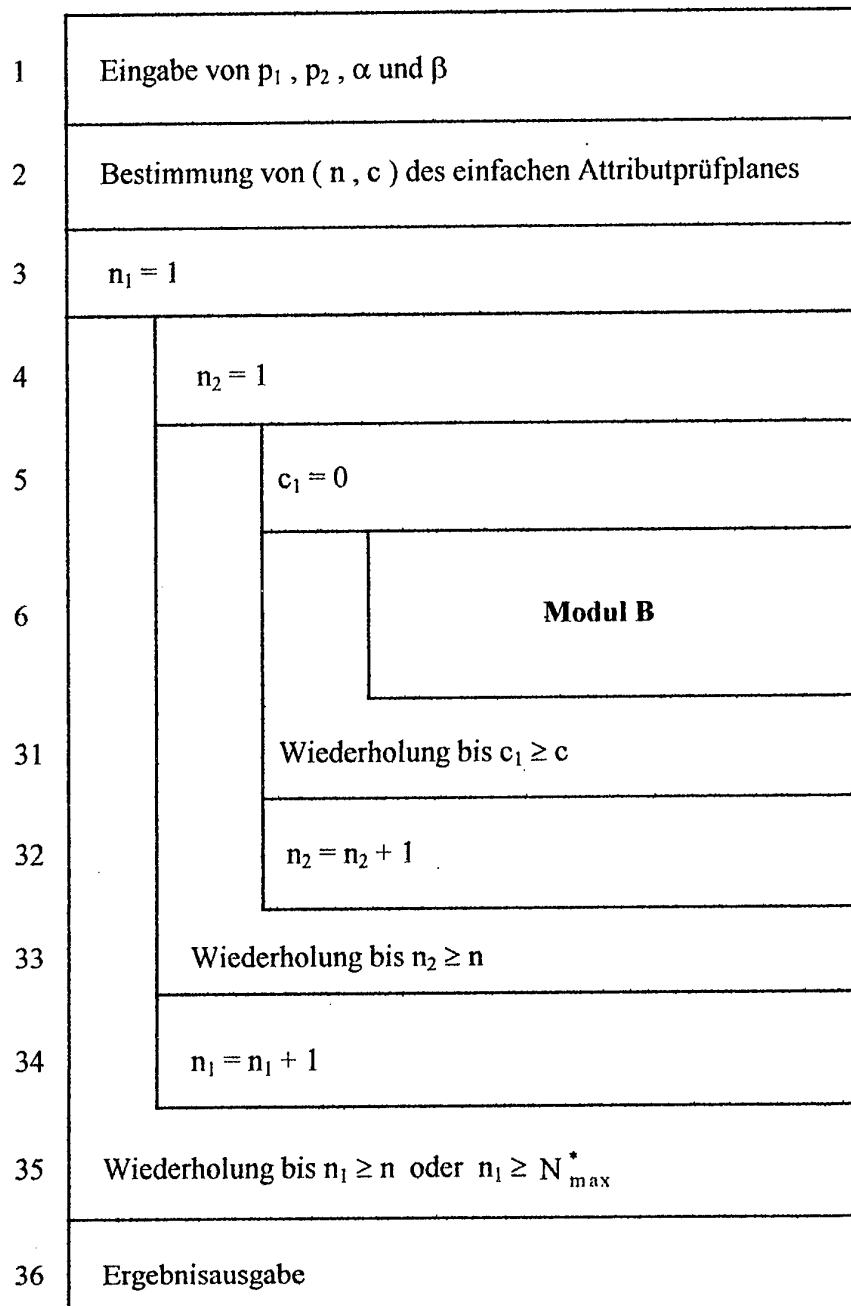 1 Eingabe von p₁ , p₂ , α und β
2 Bestimmung von ( n , c ) des einfachen Attributprüfplanes
3 n₁ = 1
4 n₂ = 1
5 c₁ = 0
6 Modul B
31 Wiederholung bis c₁ ≥ c
32 n₂ = n₂ + 1
33 Wiederholung bis n₂ ≥ n
34 n₁ = n₁ + 1
35 Wiederholung bis n₁ ≥ n oder n₁ ≥ N*max
36 Ergebnisausgabe